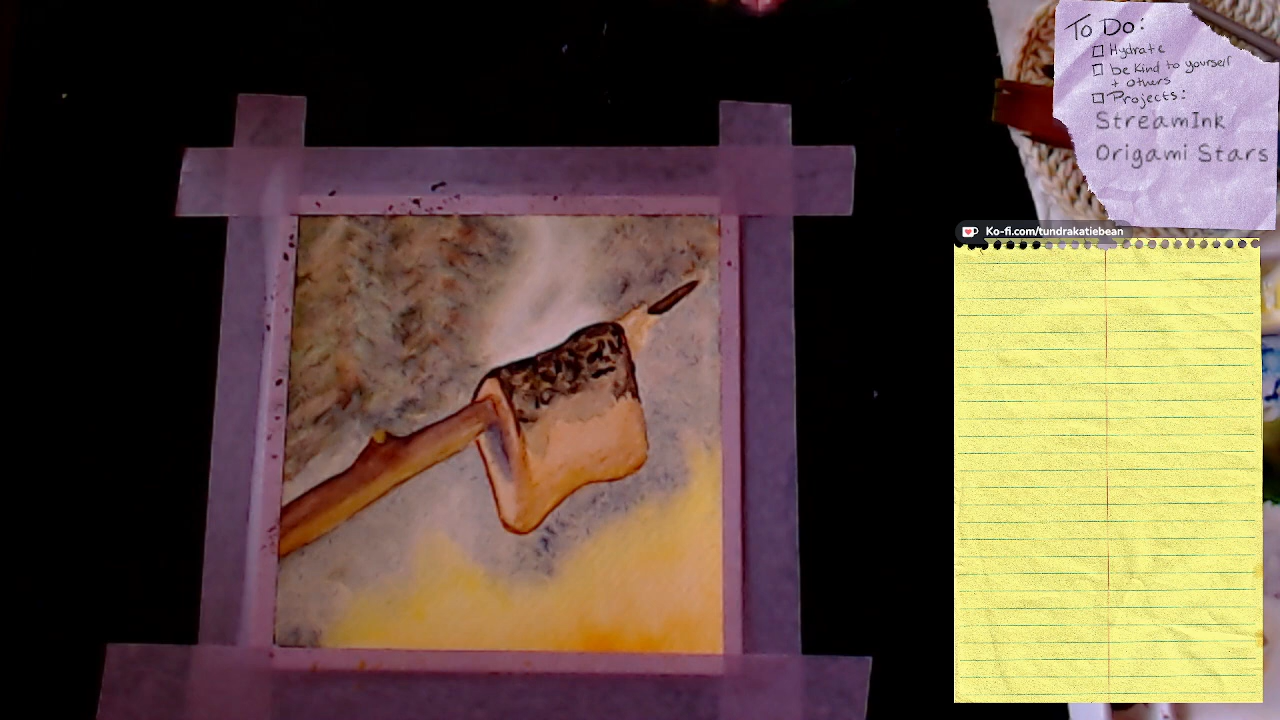 To Do:
Hydrate
be Kind to yourself
+ others
Projects:
StreamInk
Origami Stars
Ko-fi.com/tundrakatiebean